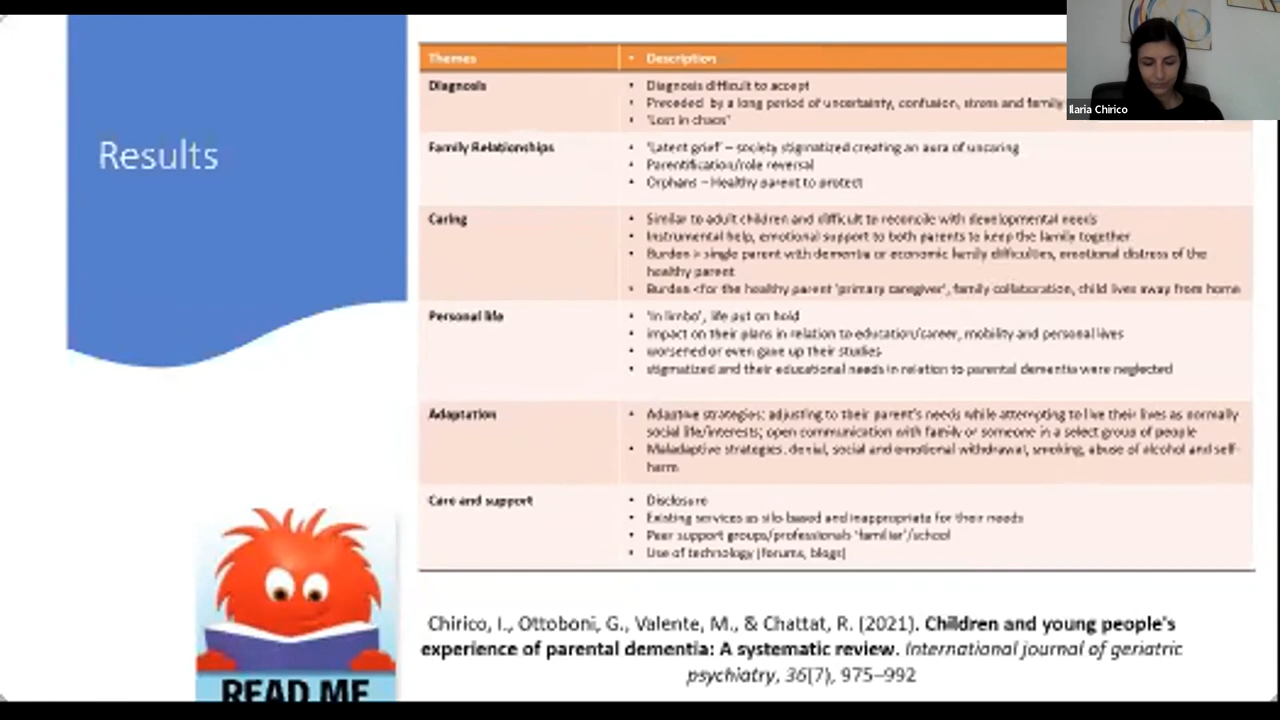 Ilaria Chirico
Results
Themes • Description
Diagnosis • Diagnosis difficult to accept
• Preceded by a long period of uncertainty, confusion, stress and family
• 'Lost in chaos'
Family Relationships • 'Latent grief' – society stigmatized creating an aura of uncaring
• Parentification/role reversal
• Orphans – Healthy parent to protect
Caring • Similar to adult children and difficult to reconcile with developmental needs
• Instrumental help, emotional support to both parents to keep the family together
• Burden > single parent with dementia or economic family difficulties, emotional distress of the
healthy parent
• Burden <for the healthy parent 'primary caregiver', family collaboration, child lives away from home
Personal life • 'In limbo', life put on hold
• impact on their plans in relation to education/career, mobility and personal lives
• worsened or even gave up their studies
• stigmatized and their educational needs in relation to parental dementia were neglected
Adaptation • Adaptive strategies: adjusting to their parent's needs while attempting to live their lives as normally
social life/interests; open communication with family or someone in a select group of people
• Maladaptive strategies: denial, social and emotional withdrawal, smoking, abuse of alcohol and self-
harm
Care and support • Disclosure
• Existing services as silo based and inappropriate for their needs
• Peer support groups/professionals 'familiar'/school
• Use of technology (forums, blogs)
READ ME
Chirico, I., Ottoboni, G., Valente, M., & Chattat, R. (2021). Children and young people's
experience of parental dementia: A systematic review. International journal of geriatric
psychiatry, 36(7), 975–992